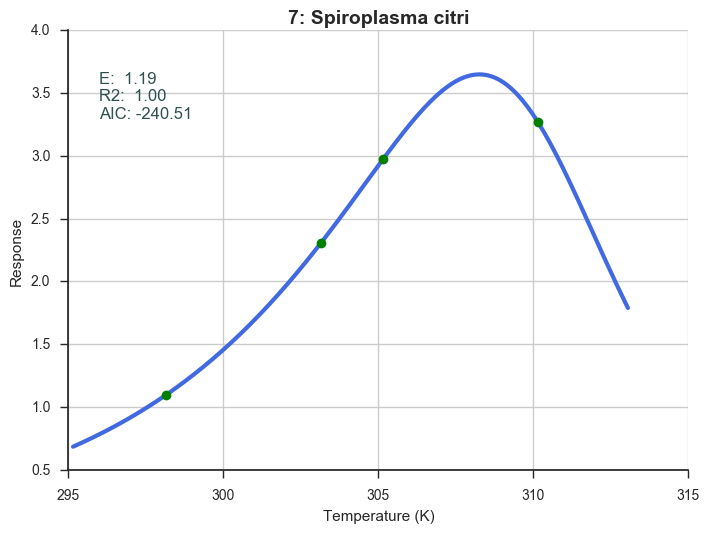 7: Spiroplasma citri
E:  1.19
R2:  1.00
AIC: -240.51
Response
4.0
3.5
3.0
2.5
2.0
1.5
1.0
0.5
295 300 305 310 315
Temperature (K)